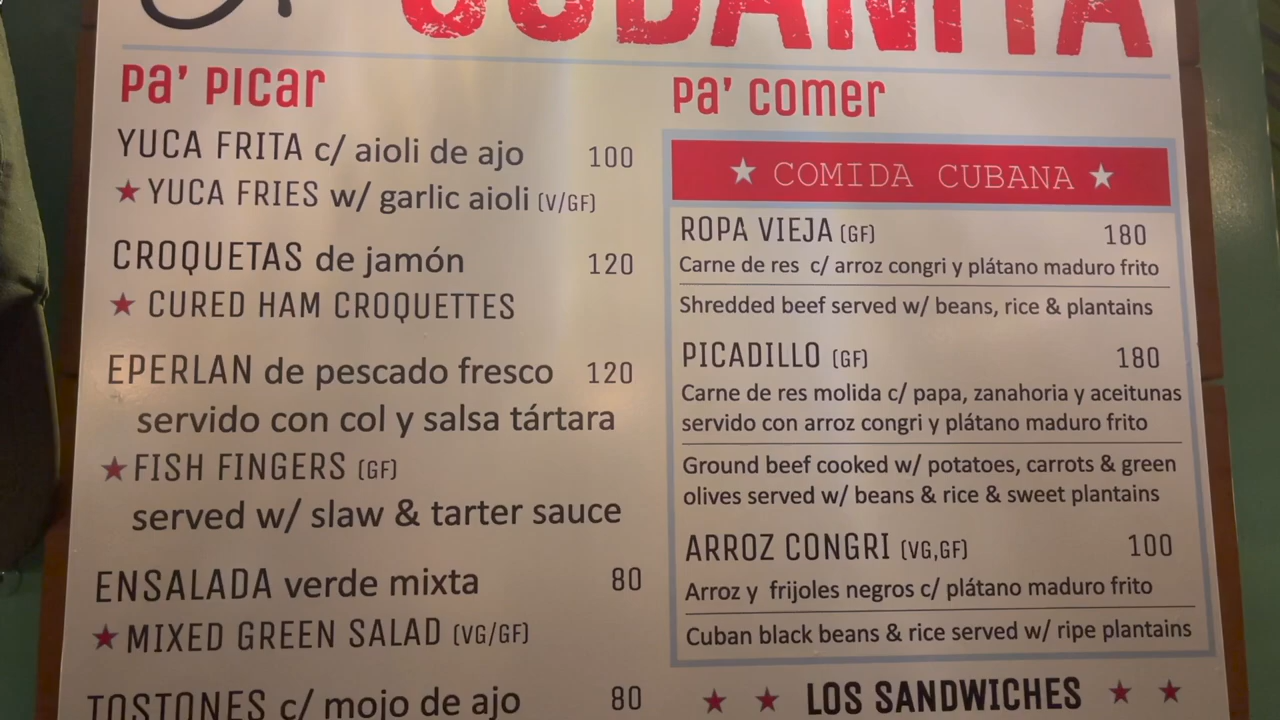 CUBANITA
pa' picar
YUCA FRITA c/ aioli de ajo 100
★ YUCA FRIES w/ garlic aioli (V/GF)
CROQUETAS de jamón 120
★ CURED HAM CROQUETTES
EPERLAN de pescado fresco 120
servido con col y salsa tártara
★ FISH FINGERS (GF)
served w/ slaw & tarter sauce
ENSALADA verde mixta 80
★ MIXED GREEN SALAD (VG/GF)
TOSTONES c/ mojo de ajo 80
pa' comer
★ COMIDA CUBANA ★
ROPA VIEJA (GF) 180
Carne de res c/ arroz congri y plátano maduro frito
Shredded beef served w/ beans, rice & plantains
PICADILLO (GF) 180
Carne de res molida c/ papa, zanahoria y aceitunas
servido con arroz congri y plátano maduro frito
Ground beef cooked w/ potatoes, carrots & green
olives served w/ beans & rice & sweet plantains
ARROZ CONGRI (VG,GF) 100
Arroz y frijoles negros c/ plátano maduro frito
Cuban black beans & rice served w/ ripe plantains
★ ★ LOS SANDWICHES ★ ★